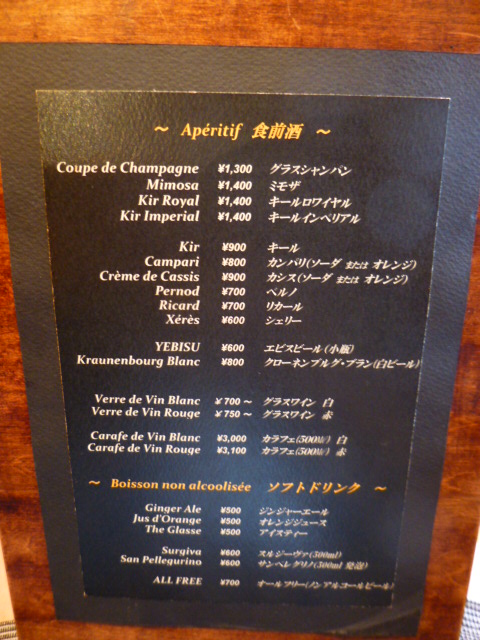 ～ Apéritif 食前酒 ～
Coupe de Champagne ¥1,300 グラスシャンパン
Mimosa ¥1,400 ミモザ
Kir Royal ¥1,400 キールロワイヤル
Kir Imperial ¥1,400 キールインペリアル
Kir ¥900 キール
Campari ¥800 カンパリ(ソーダ または オレンジ)
Crème de Cassis ¥900 カシス(ソーダ または オレンジ)
Pernod ¥700 ペルノ
Ricard ¥700 リカール
Xérès ¥600 シェリー
YEBISU ¥600 エビスビール(小瓶)
Kraunenbourg Blanc ¥800 クローネンブルグ・ブラン(白ビール)
Verre de Vin Blanc ¥700～ グラスワイン 白
Verre de Vin Rouge ¥750～ グラスワイン 赤
Carafe de Vin Blanc ¥3,000 カラフェ(500ml) 白
Carafe de Vin Rouge ¥3,100 カラフェ(500ml) 赤
～ Boisson non alcoolisée ソフトドリンク ～
Ginger Ale ¥500 ジンジャーエール
Jus d'Orange ¥500 オレンジジュース
The Glasse ¥500 アイスティー
Surgiva ¥600 スルジーヴァ(500ml)
San Pellegurino ¥600 サンペレグリノ(500ml 発泡)
ALL FREE ¥700 オールフリー(ノンアルコールビール)